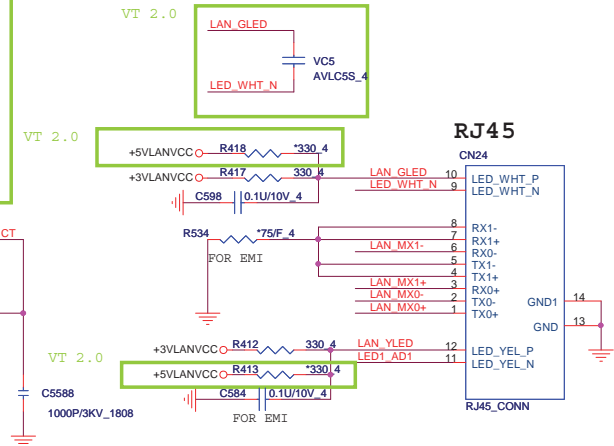 VT 2.0
LAN_GLED
VC5
AVLC5S_4
LED_WHT_N
VT 2.0
+5VLANVCC R418 *330_4
+3VLANVCC R417 330_4
C598 0.1U/10V_4
RJ45
CN24
LAN_GLED 10 LED_WHT_P
LED_WHT_N 9 LED_WHT_N
CT
R534 *75/F_4
FOR EMI
8 RX1-
7 RX1+
LAN_MX1- 6 RX0-
5 TX1-
4 TX1+
LAN_MX1+ 3 RX0+
LAN_MX0- 2 TX0-
LAN_MX0+ 1 TX0+
GND1 14
GND 13
+3VLANVCC R412 330_4
LAN_YLED 12 LED_YEL_P
LED1_AD1 11 LED_YEL_N
VT 2.0
+5VLANVCC R413 *330_4
C584 0.1U/10V_4
FOR EMI
RJ45_CONN
C5588
1000P/3KV_1808